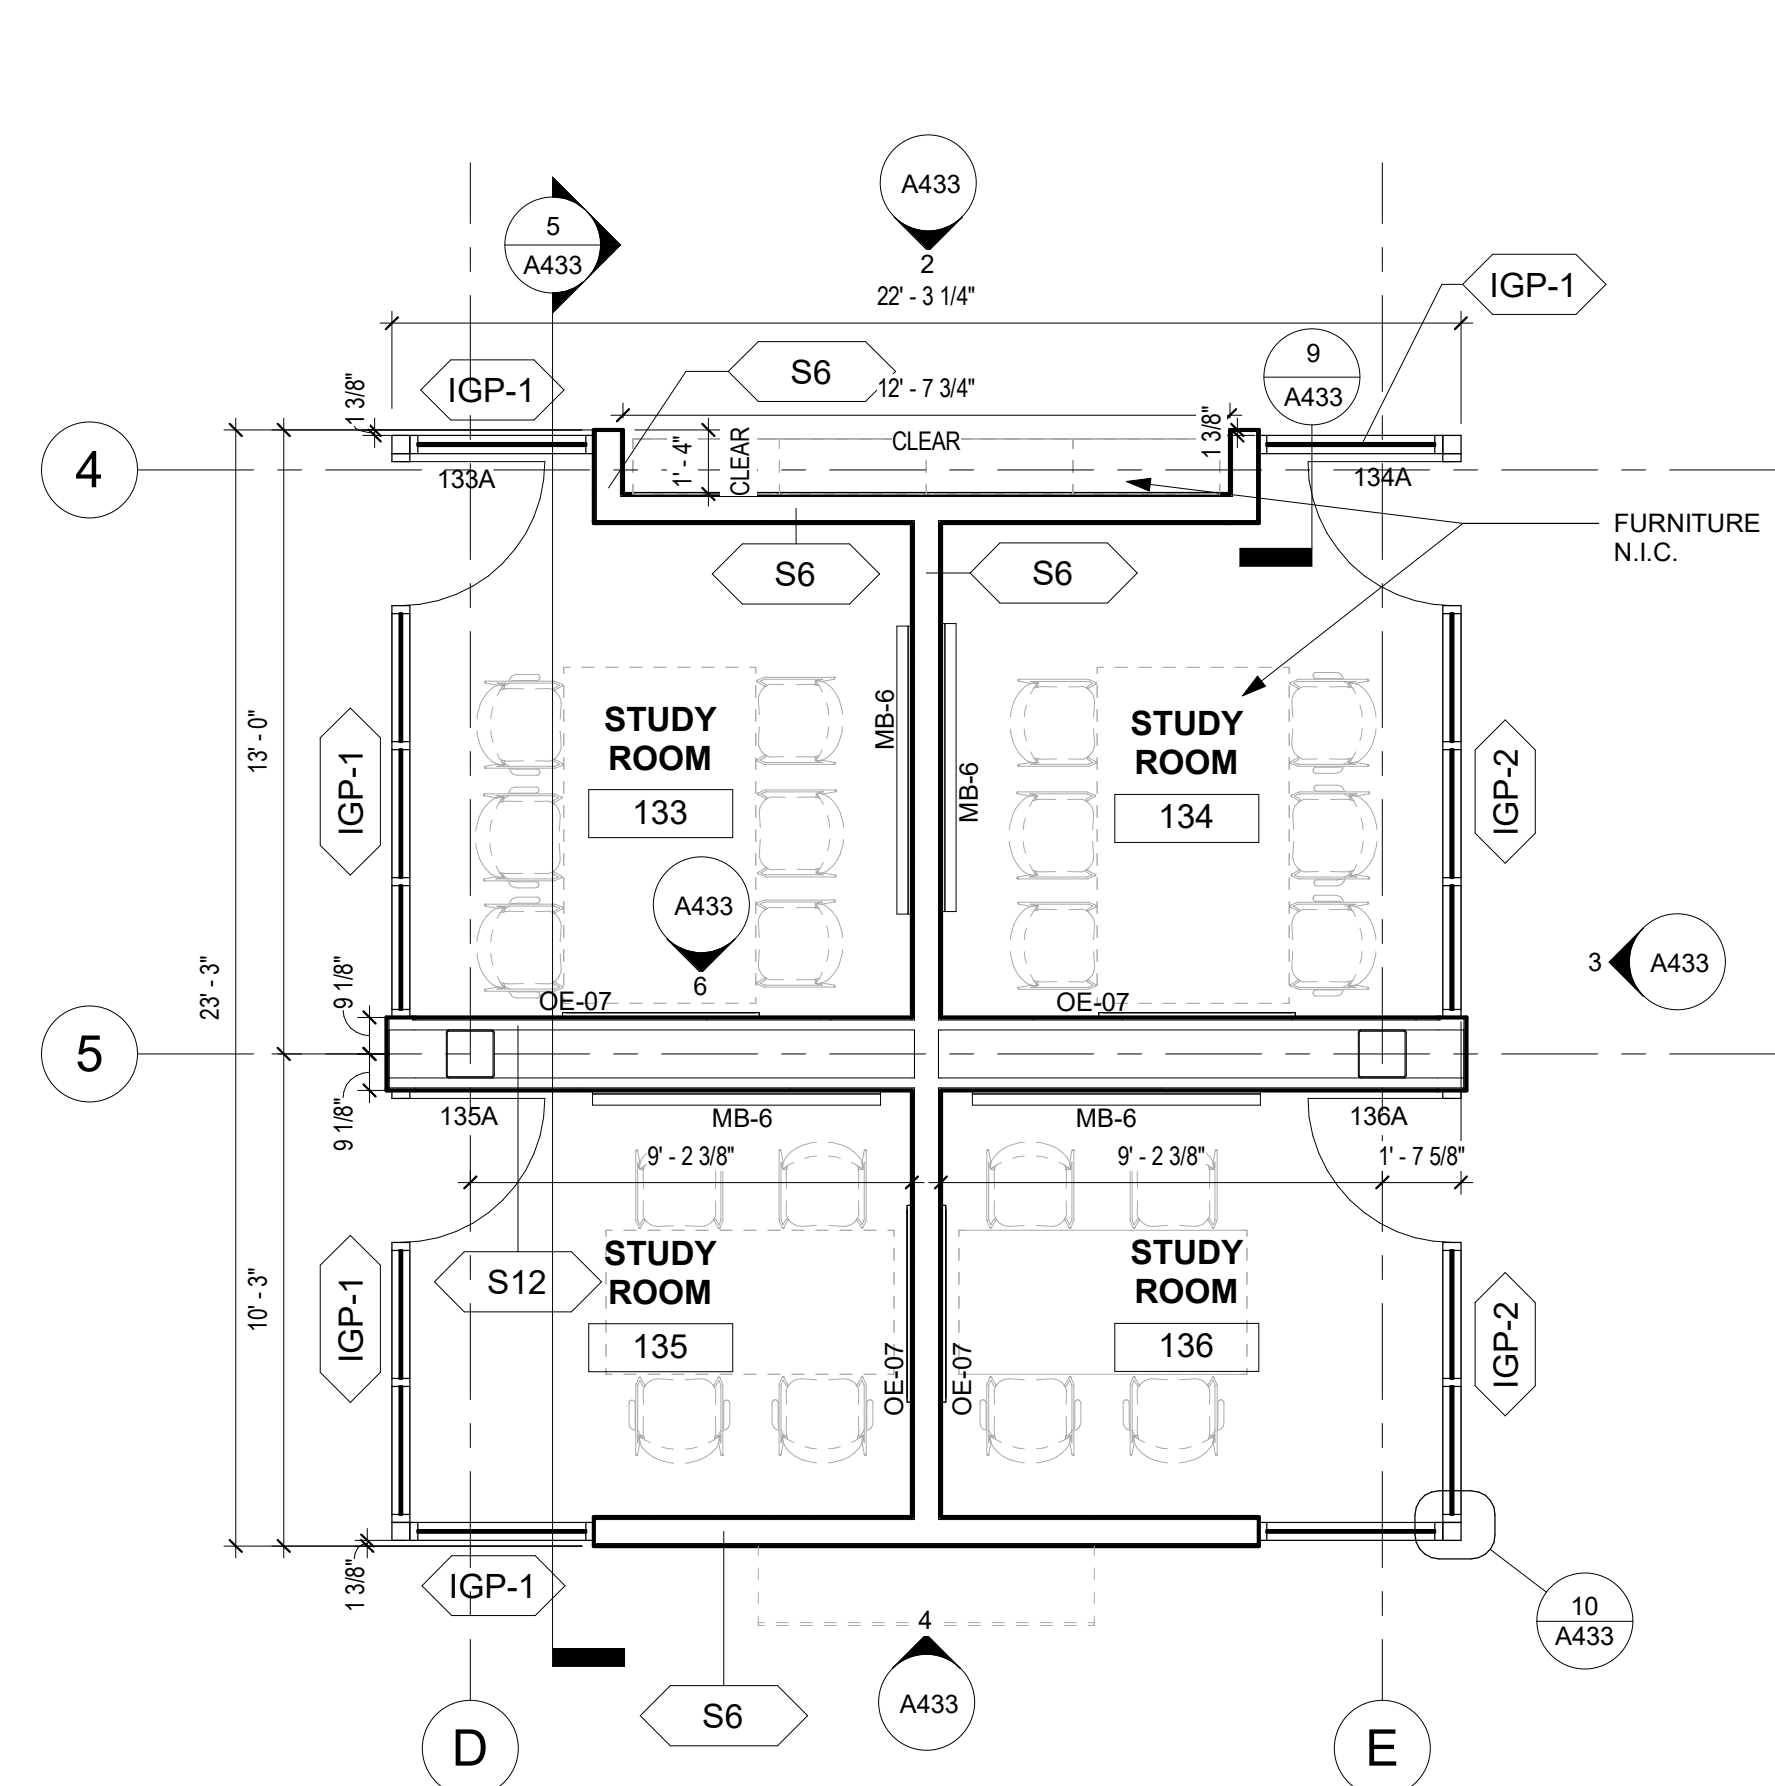 A433
2
5
A433
22' - 3 1/4"
IGP-1
9
A433
S6
IGP-1
12' - 7 3/4"
1 3/8"
1' - 4"
CLEAR
CLEAR
1 3/8"
4
133A
134A
FURNITURE
N.I.C.
S6
S6
STUDY
ROOM
133
MB-6
MB-6
STUDY
ROOM
134
13' - 0"
IGP-1
IGP-2
A433
6
3
A433
23' - 3"
9 1/8"
OE-07
OE-07
5
9 1/8"
135A
MB-6
MB-6
136A
9' - 2 3/8"
9' - 2 3/8"
1' - 7 5/8"
10' - 3"
IGP-1
S12
STUDY
ROOM
135
OE-07
OE-07
STUDY
ROOM
136
IGP-2
1 3/8"
IGP-1
4
A433
10
A433
S6
D
E